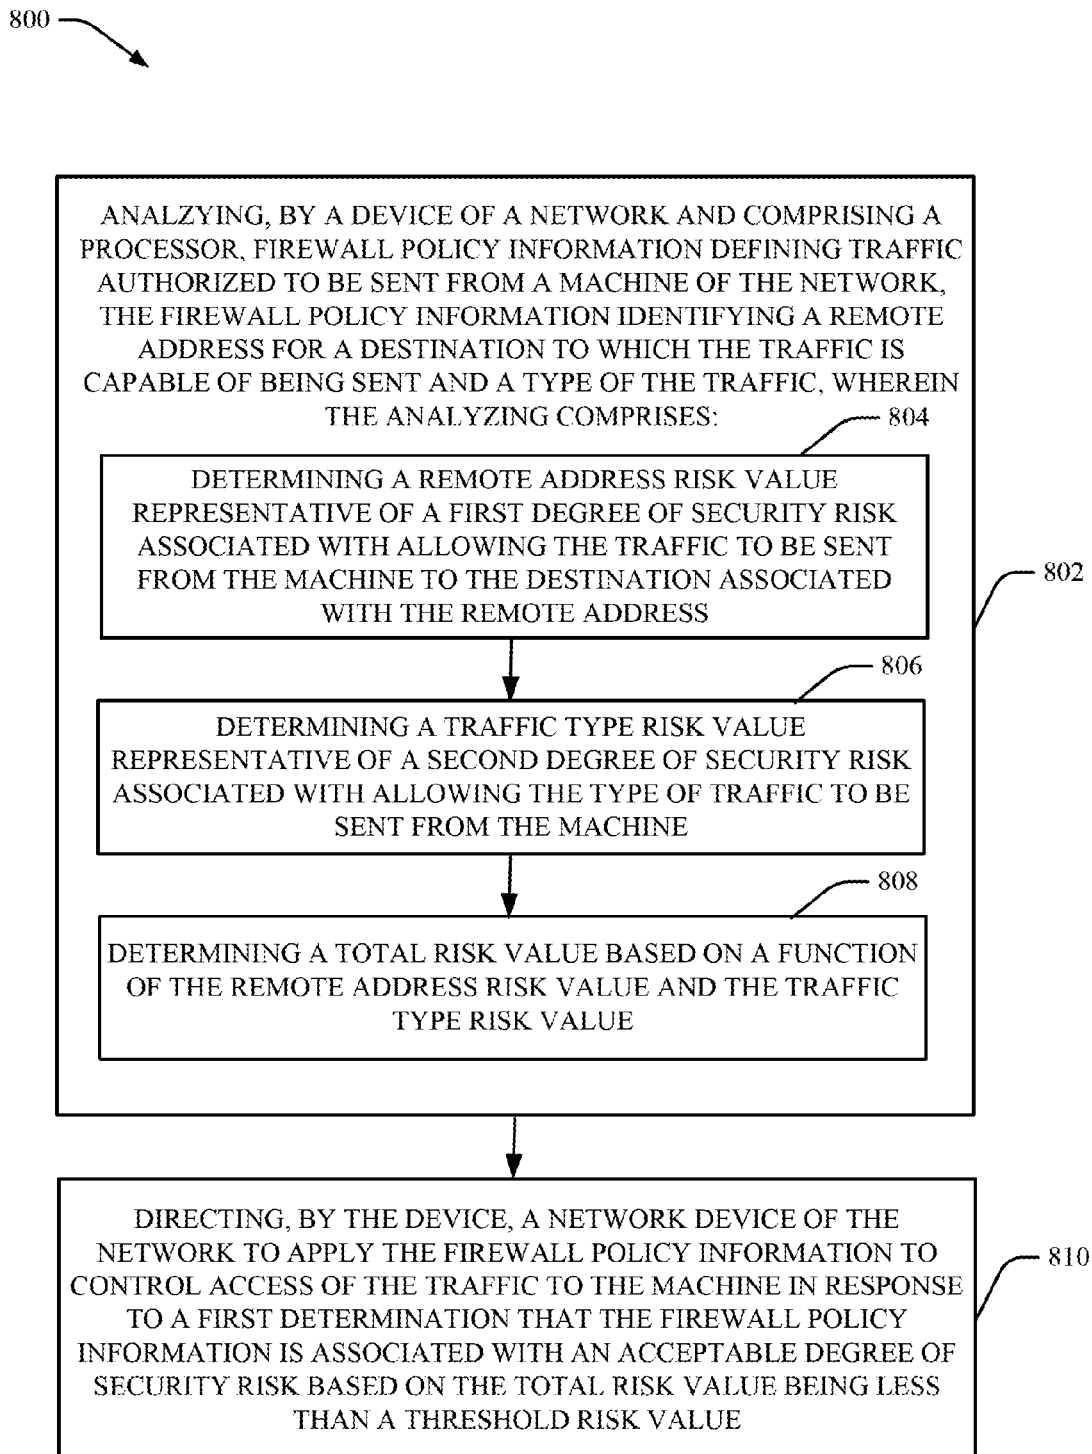 800
ANALZYING, BY A DEVICE OF A NETWORK AND COMPRISING A
PROCESSOR, FIREWALL POLICY INFORMATION DEFINING TRAFFIC
AUTHORIZED TO BE SENT FROM A MACHINE OF THE NETWORK,
THE FIREWALL POLICY INFORMATION IDENTIFYING A REMOTE
ADDRESS FOR A DESTINATION TO WHICH THE TRAFFIC IS
CAPABLE OF BEING SENT AND A TYPE OF THE TRAFFIC, WHEREIN
THE ANALYZING COMPRISES:
804
DETERMINING A REMOTE ADDRESS RISK VALUE
REPRESENTATIVE OF A FIRST DEGREE OF SECURITY RISK
ASSOCIATED WITH ALLOWING THE TRAFFIC TO BE SENT
FROM THE MACHINE TO THE DESTINATION ASSOCIATED
WITH THE REMOTE ADDRESS
802
806
DETERMINING A TRAFFIC TYPE RISK VALUE
REPRESENTATIVE OF A SECOND DEGREE OF SECURITY RISK
ASSOCIATED WITH ALLOWING THE TYPE OF TRAFFIC TO BE
SENT FROM THE MACHINE
808
DETERMINING A TOTAL RISK VALUE BASED ON A FUNCTION
OF THE REMOTE ADDRESS RISK VALUE AND THE TRAFFIC
TYPE RISK VALUE
DIRECTING, BY THE DEVICE, A NETWORK DEVICE OF THE
NETWORK TO APPLY THE FIREWALL POLICY INFORMATION TO
CONTROL ACCESS OF THE TRAFFIC TO THE MACHINE IN RESPONSE
TO A FIRST DETERMINATION THAT THE FIREWALL POLICY
INFORMATION IS ASSOCIATED WITH AN ACCEPTABLE DEGREE OF
SECURITY RISK BASED ON THE TOTAL RISK VALUE BEING LESS
THAN A THRESHOLD RISK VALUE
810